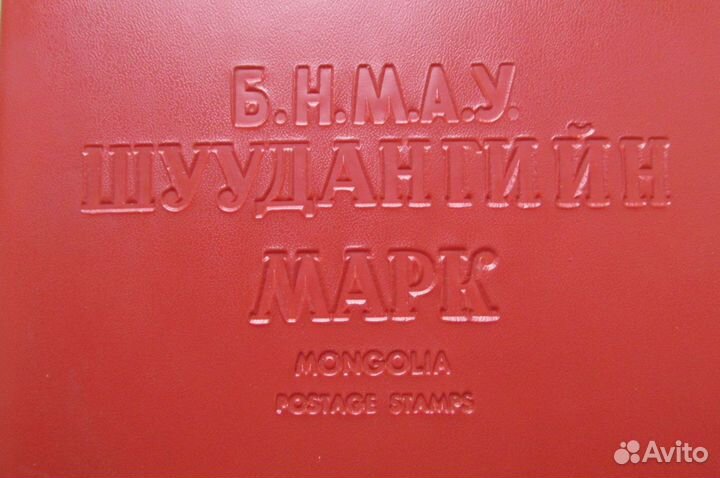 Б.Н.М.А.У.
ШУУДАНГИЙН
МАРК
MONGOLIA
POSTAGE STAMPS
Avito